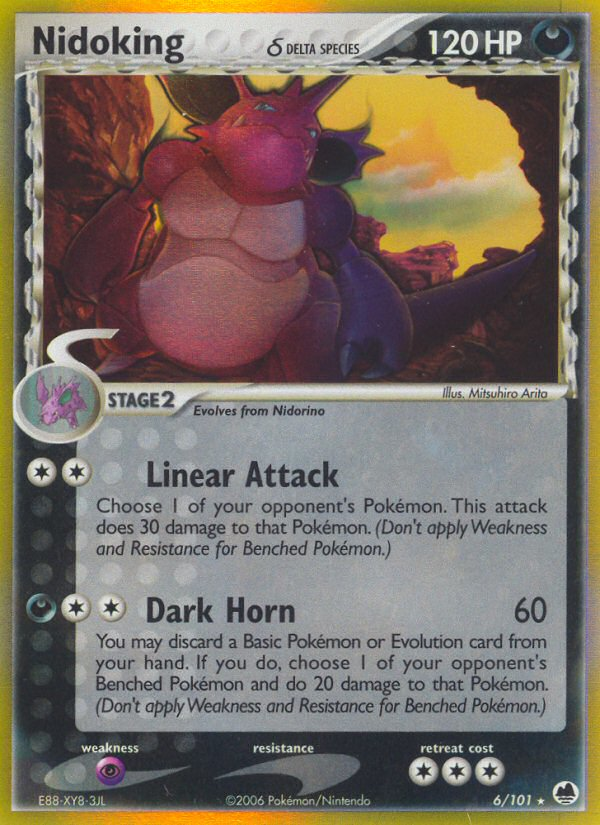 Nidoking δ DELTA SPECIES 120 HP
Illus. Mitsuhiro Arita
STAGE 2
Evolves from Nidorino
Linear Attack
Choose 1 of your opponent's Pokémon. This attack
does 30 damage to that Pokémon. (Don't apply Weakness
and Resistance for Benched Pokémon.)
Dark Horn 60
You may discard a Basic Pokémon or Evolution card from
your hand. If you do, choose 1 of your opponent's
Benched Pokémon and do 20 damage to that Pokémon.
(Don't apply Weakness and Resistance for Benched Pokémon.)
weakness resistance retreat cost
E88-XY8-3JL ©2006 Pokémon/Nintendo 6/101 ★